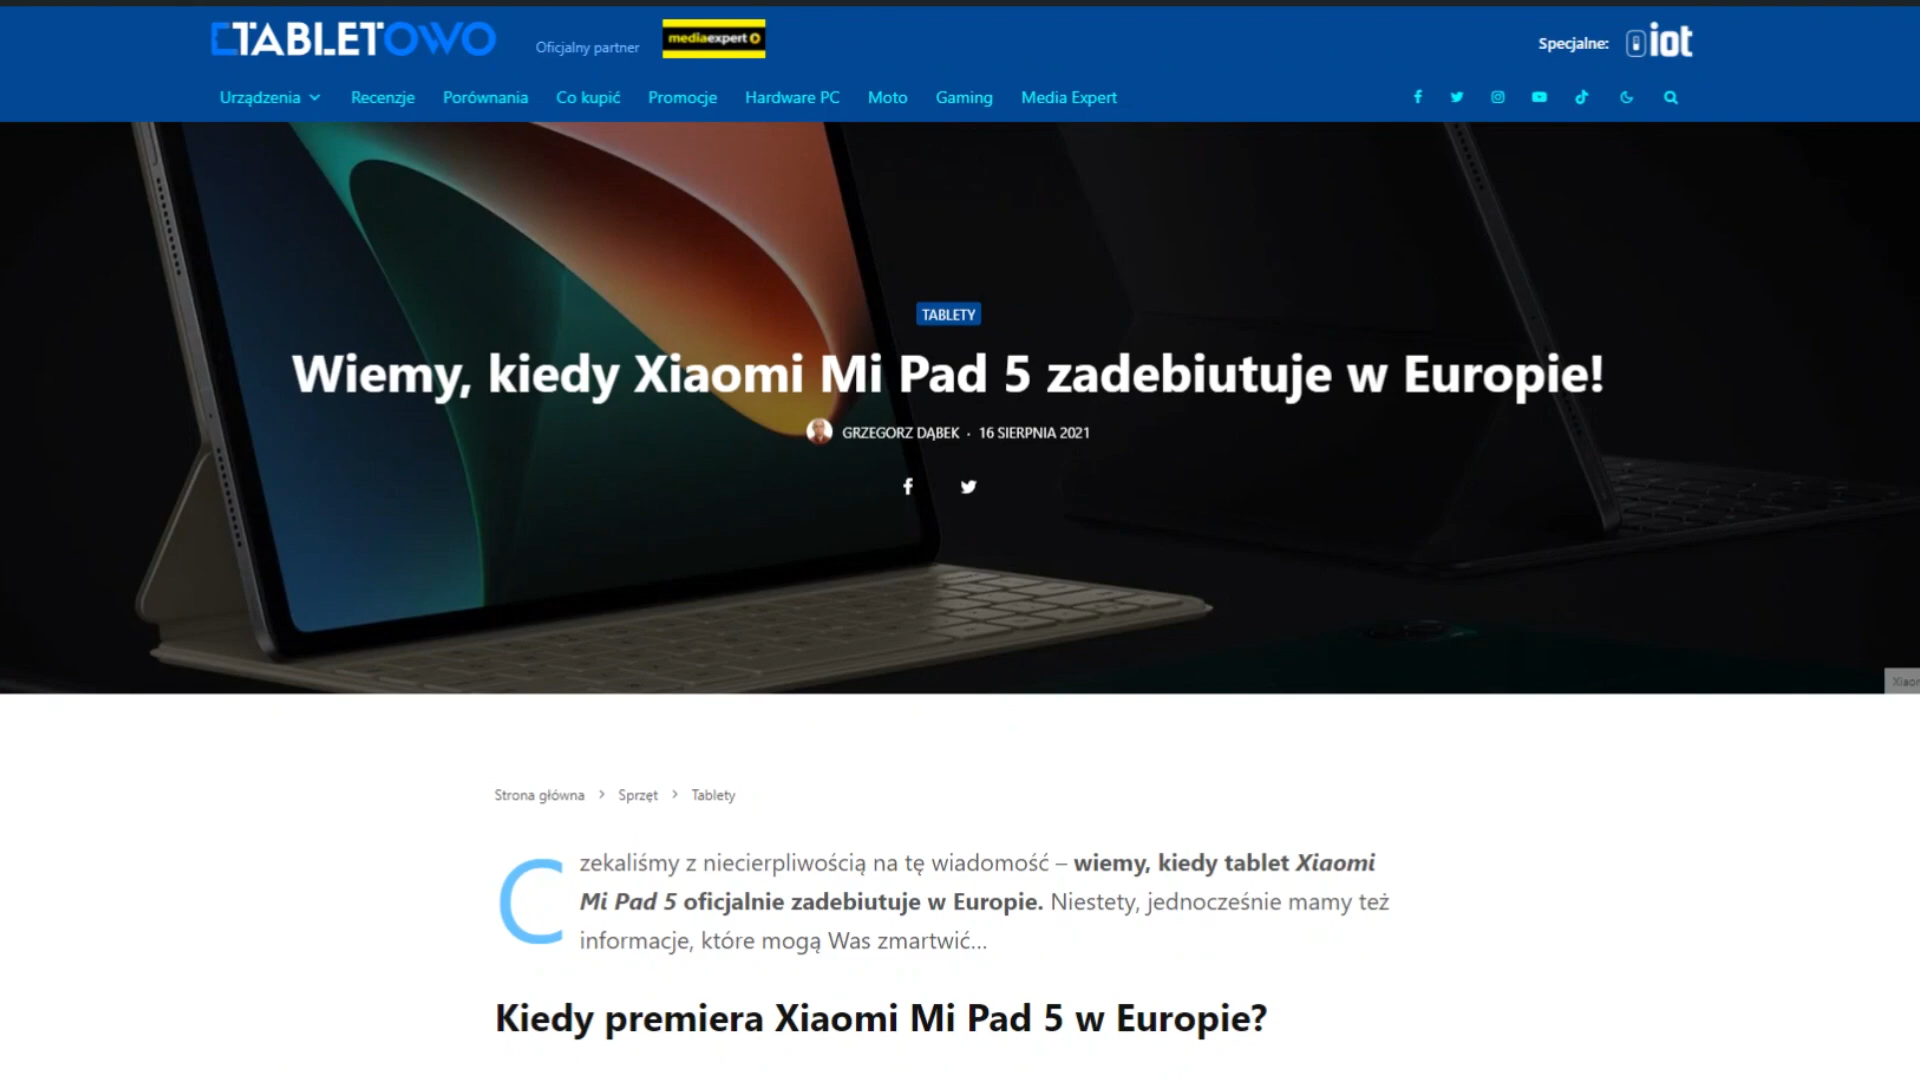 TABLETOWO
Oficjalny partner
mediaexpert
Specjalne:
iot
Urządzenia
Recenzje
Porównania
Co kupić
Promocje
Hardware PC
Moto
Gaming
Media Expert
TABLETY
Wiemy, kiedy Xiaomi Mi Pad 5 zadebiutuje w Europie!
GRZEGORZ DĄBEK · 16 SIERPNIA 2021
Strona główna > Sprzęt > Tablety
Czekaliśmy z niecierpliwością na tę wiadomość – wiemy, kiedy tablet Xiaomi
Mi Pad 5 oficjalnie zadebiutuje w Europie. Niestety, jednocześnie mamy też
informacje, które mogą Was zmartwić...
Kiedy premiera Xiaomi Mi Pad 5 w Europie?